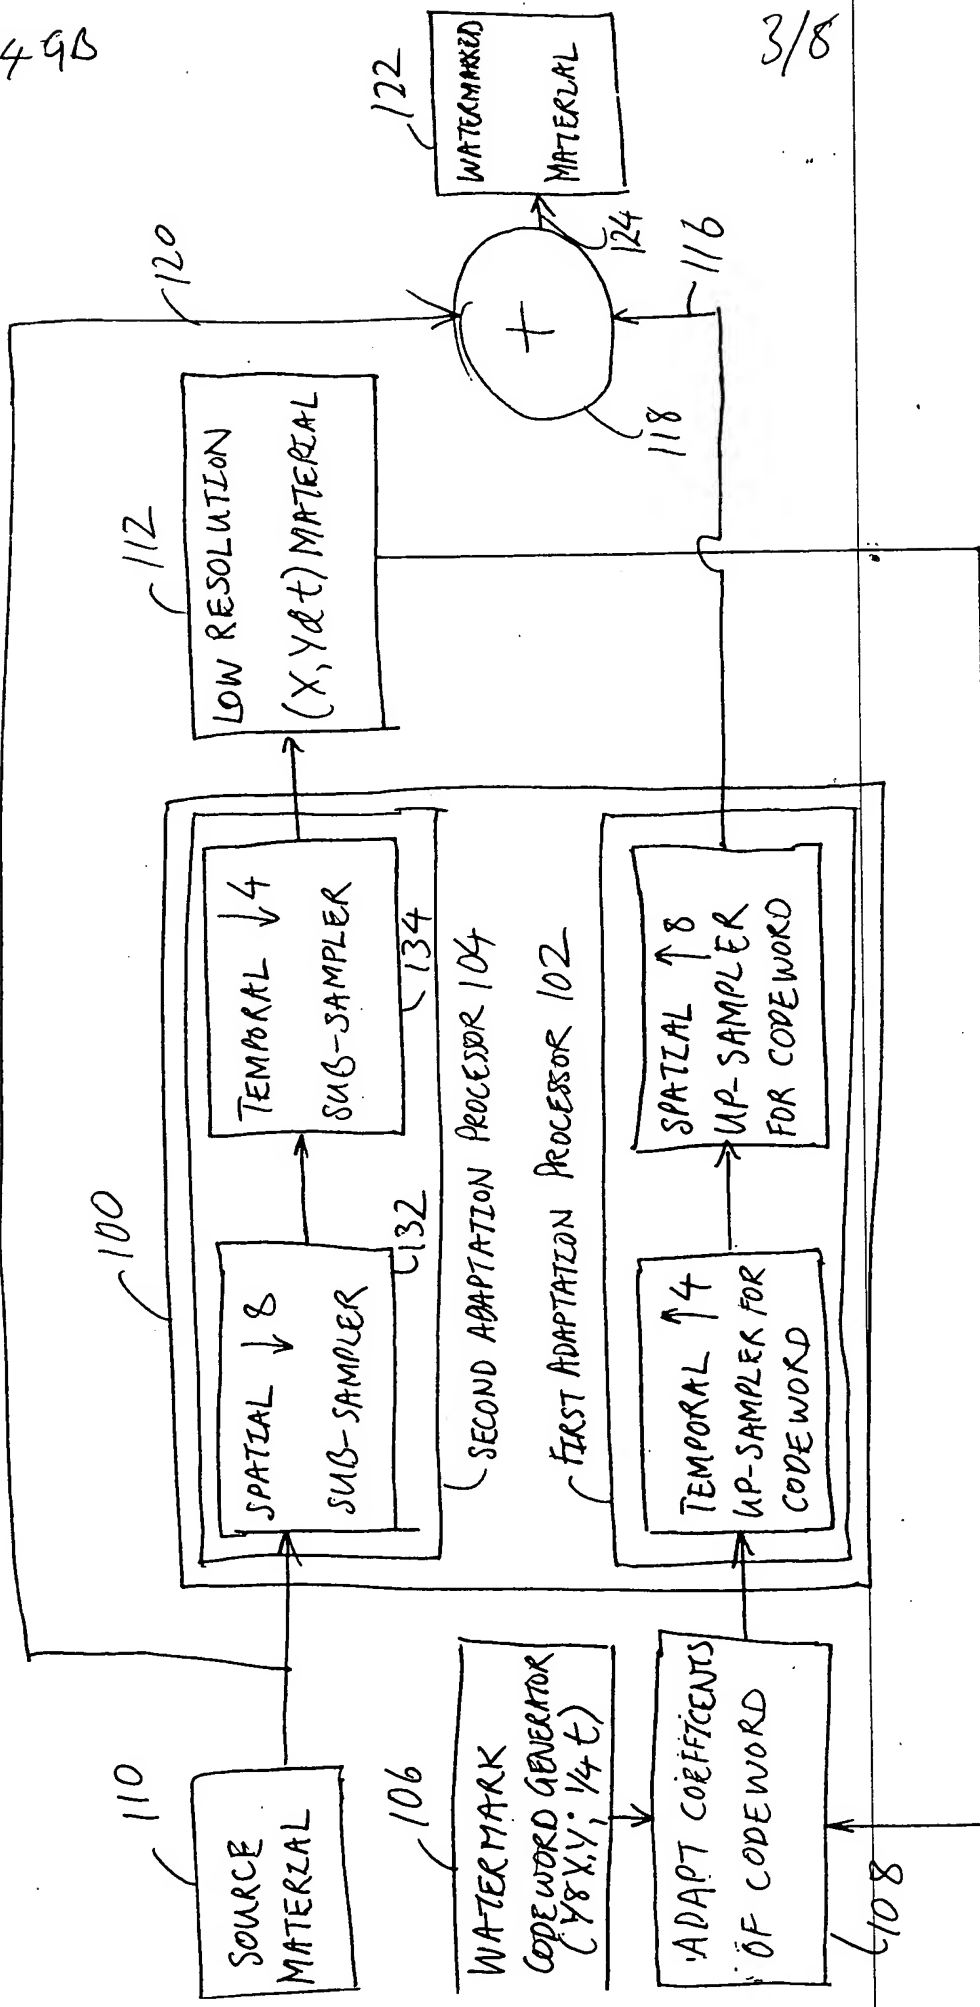 4 GB
3/8
110
SOURCE
MATERIAL
100
SPATIAL ↓ 8
SUB-SAMPLER
132
TEMPORAL ↓ 4
SUB-SAMPLER
134
SECOND ADAPTATION PROCESSOR 104
112
LOW RESOLUTION
(X, Y & t) MATERIAL
120
122
WATERMARKED
MATERIAL
124
118
+
116
106
WATERMARK
CODEWORD GENERATOR
(1/8 X, Y; 1/4 t)
ADAPT COEFFICENTS
OF CODEWORD
108
FIRST ADAPTATION PROCESSOR 102
TEMPORAL ↑ 4
UP-SAMPLER FOR
CODEWORD
SPATIAL ↑ 8
UP-SAMPLER
FOR CODEWORD